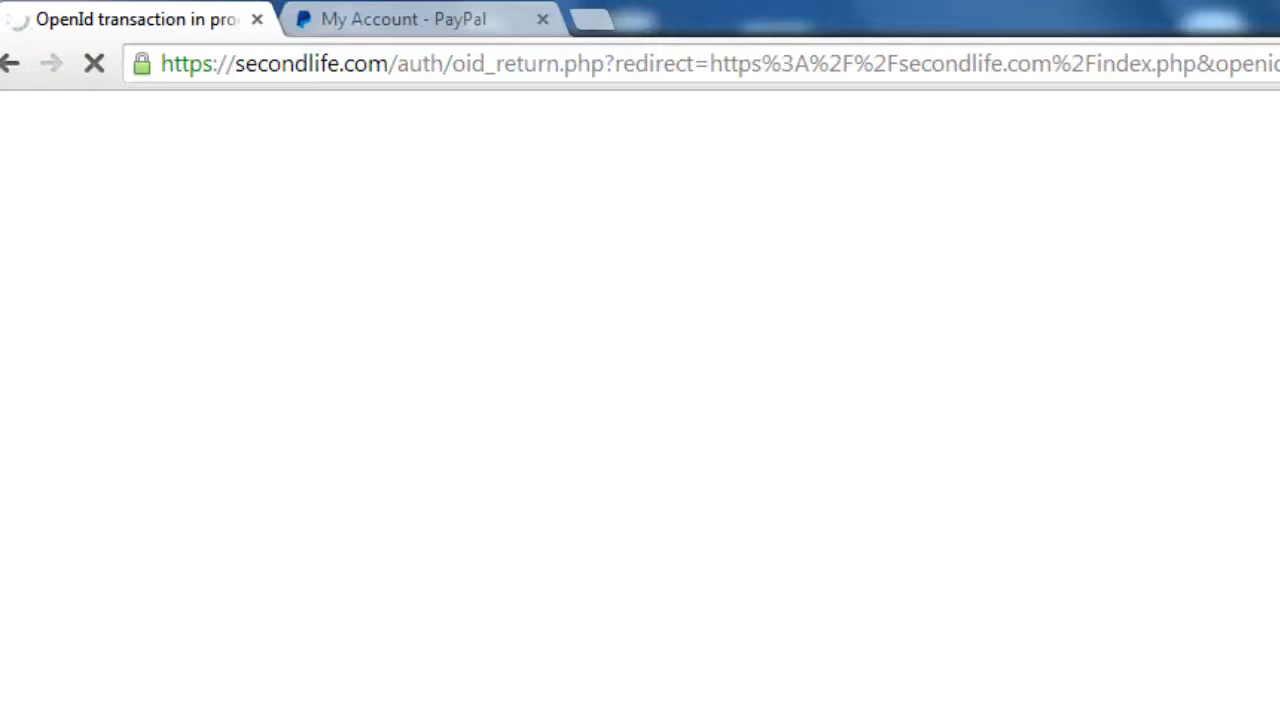 OpenId transaction in pro
My Account - PayPal
https://secondlife.com/auth/oid_return.php?redirect=https%3A%2F%2Fsecondlife.com%2Findex.php&openic